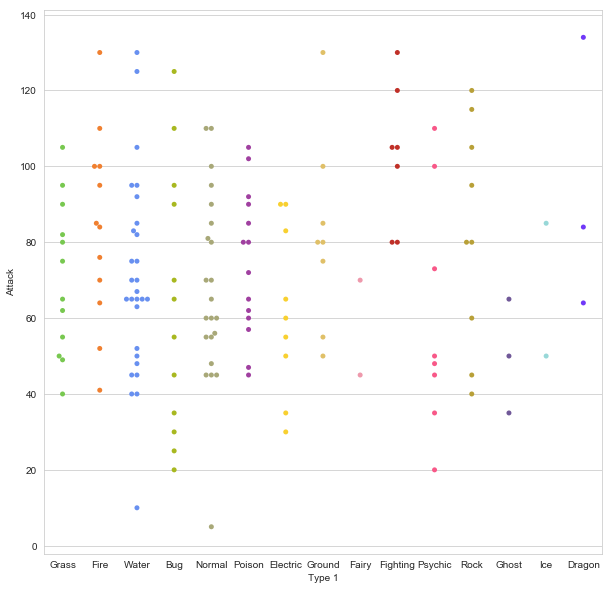 140
120
100
80
60
40
20
0
Attack
Grass Fire Water Bug Normal Poison Electric Ground Fairy Fighting Psychic Rock Ghost Ice Dragon
Type 1